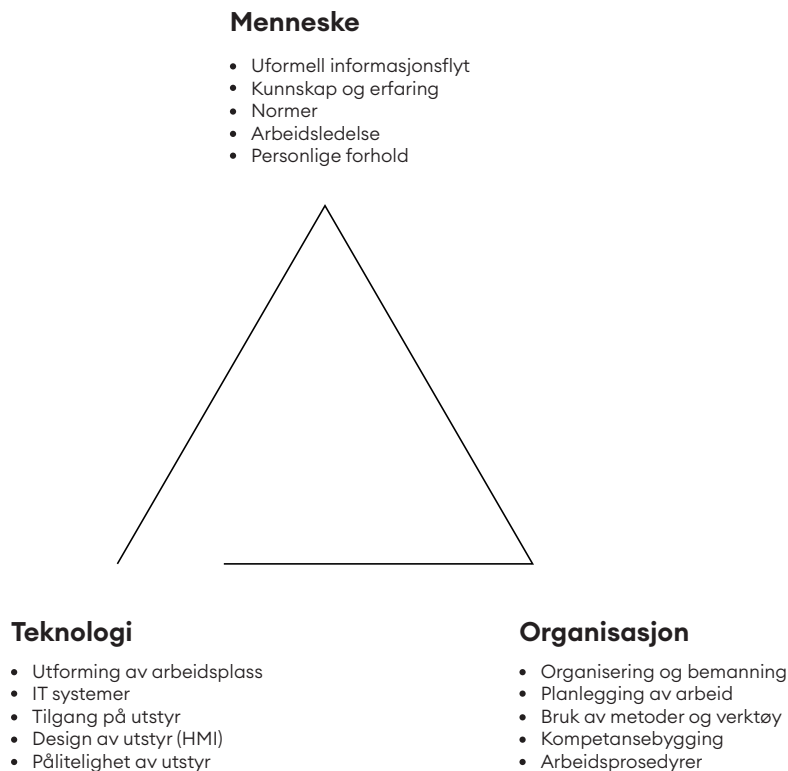 Menneske
• Uformell informasjonsflyt
• Kunnskap og erfaring
• Normer
• Arbeidsledelse
• Personlige forhold
Teknologi
• Utforming av arbeidsplass
• IT systemer
• Tilgang på utstyr
• Design av utstyr (HMI)
• Pålitelighet av utstyr
Organisasjon
• Organisering og bemanning
• Planlegging av arbeid
• Bruk av metoder og verktøy
• Kompetansebygging
• Arbeidsprosedyrer